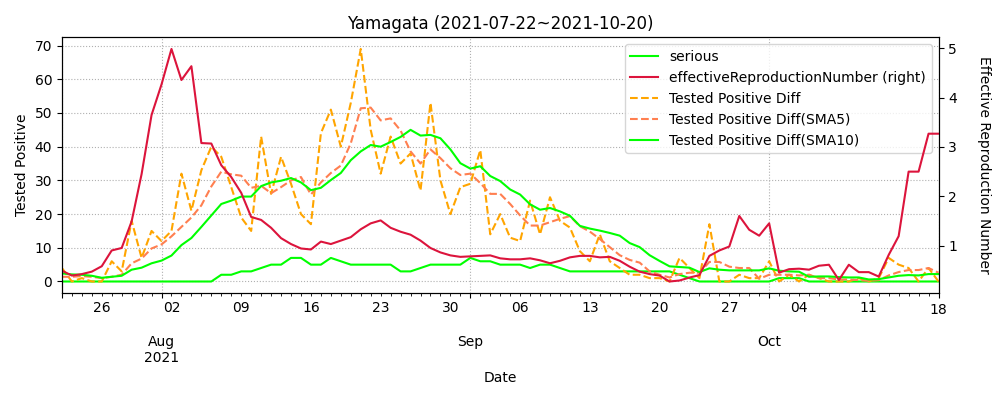 Yamagata (2021-07-22~2021-10-20)
serious
effectiveReproductionNumber (right)
Tested Positive Diff
Tested Positive Diff(SMA5)
Tested Positive Diff(SMA10)
Tested Positive
70
60
50
40
30
20
10
0
5
4
3
2
1
Effective Reproduction Number
26 02 09 16 23 30 06 13 20 27 04 11 18
Aug Sep Oct
2021
Date